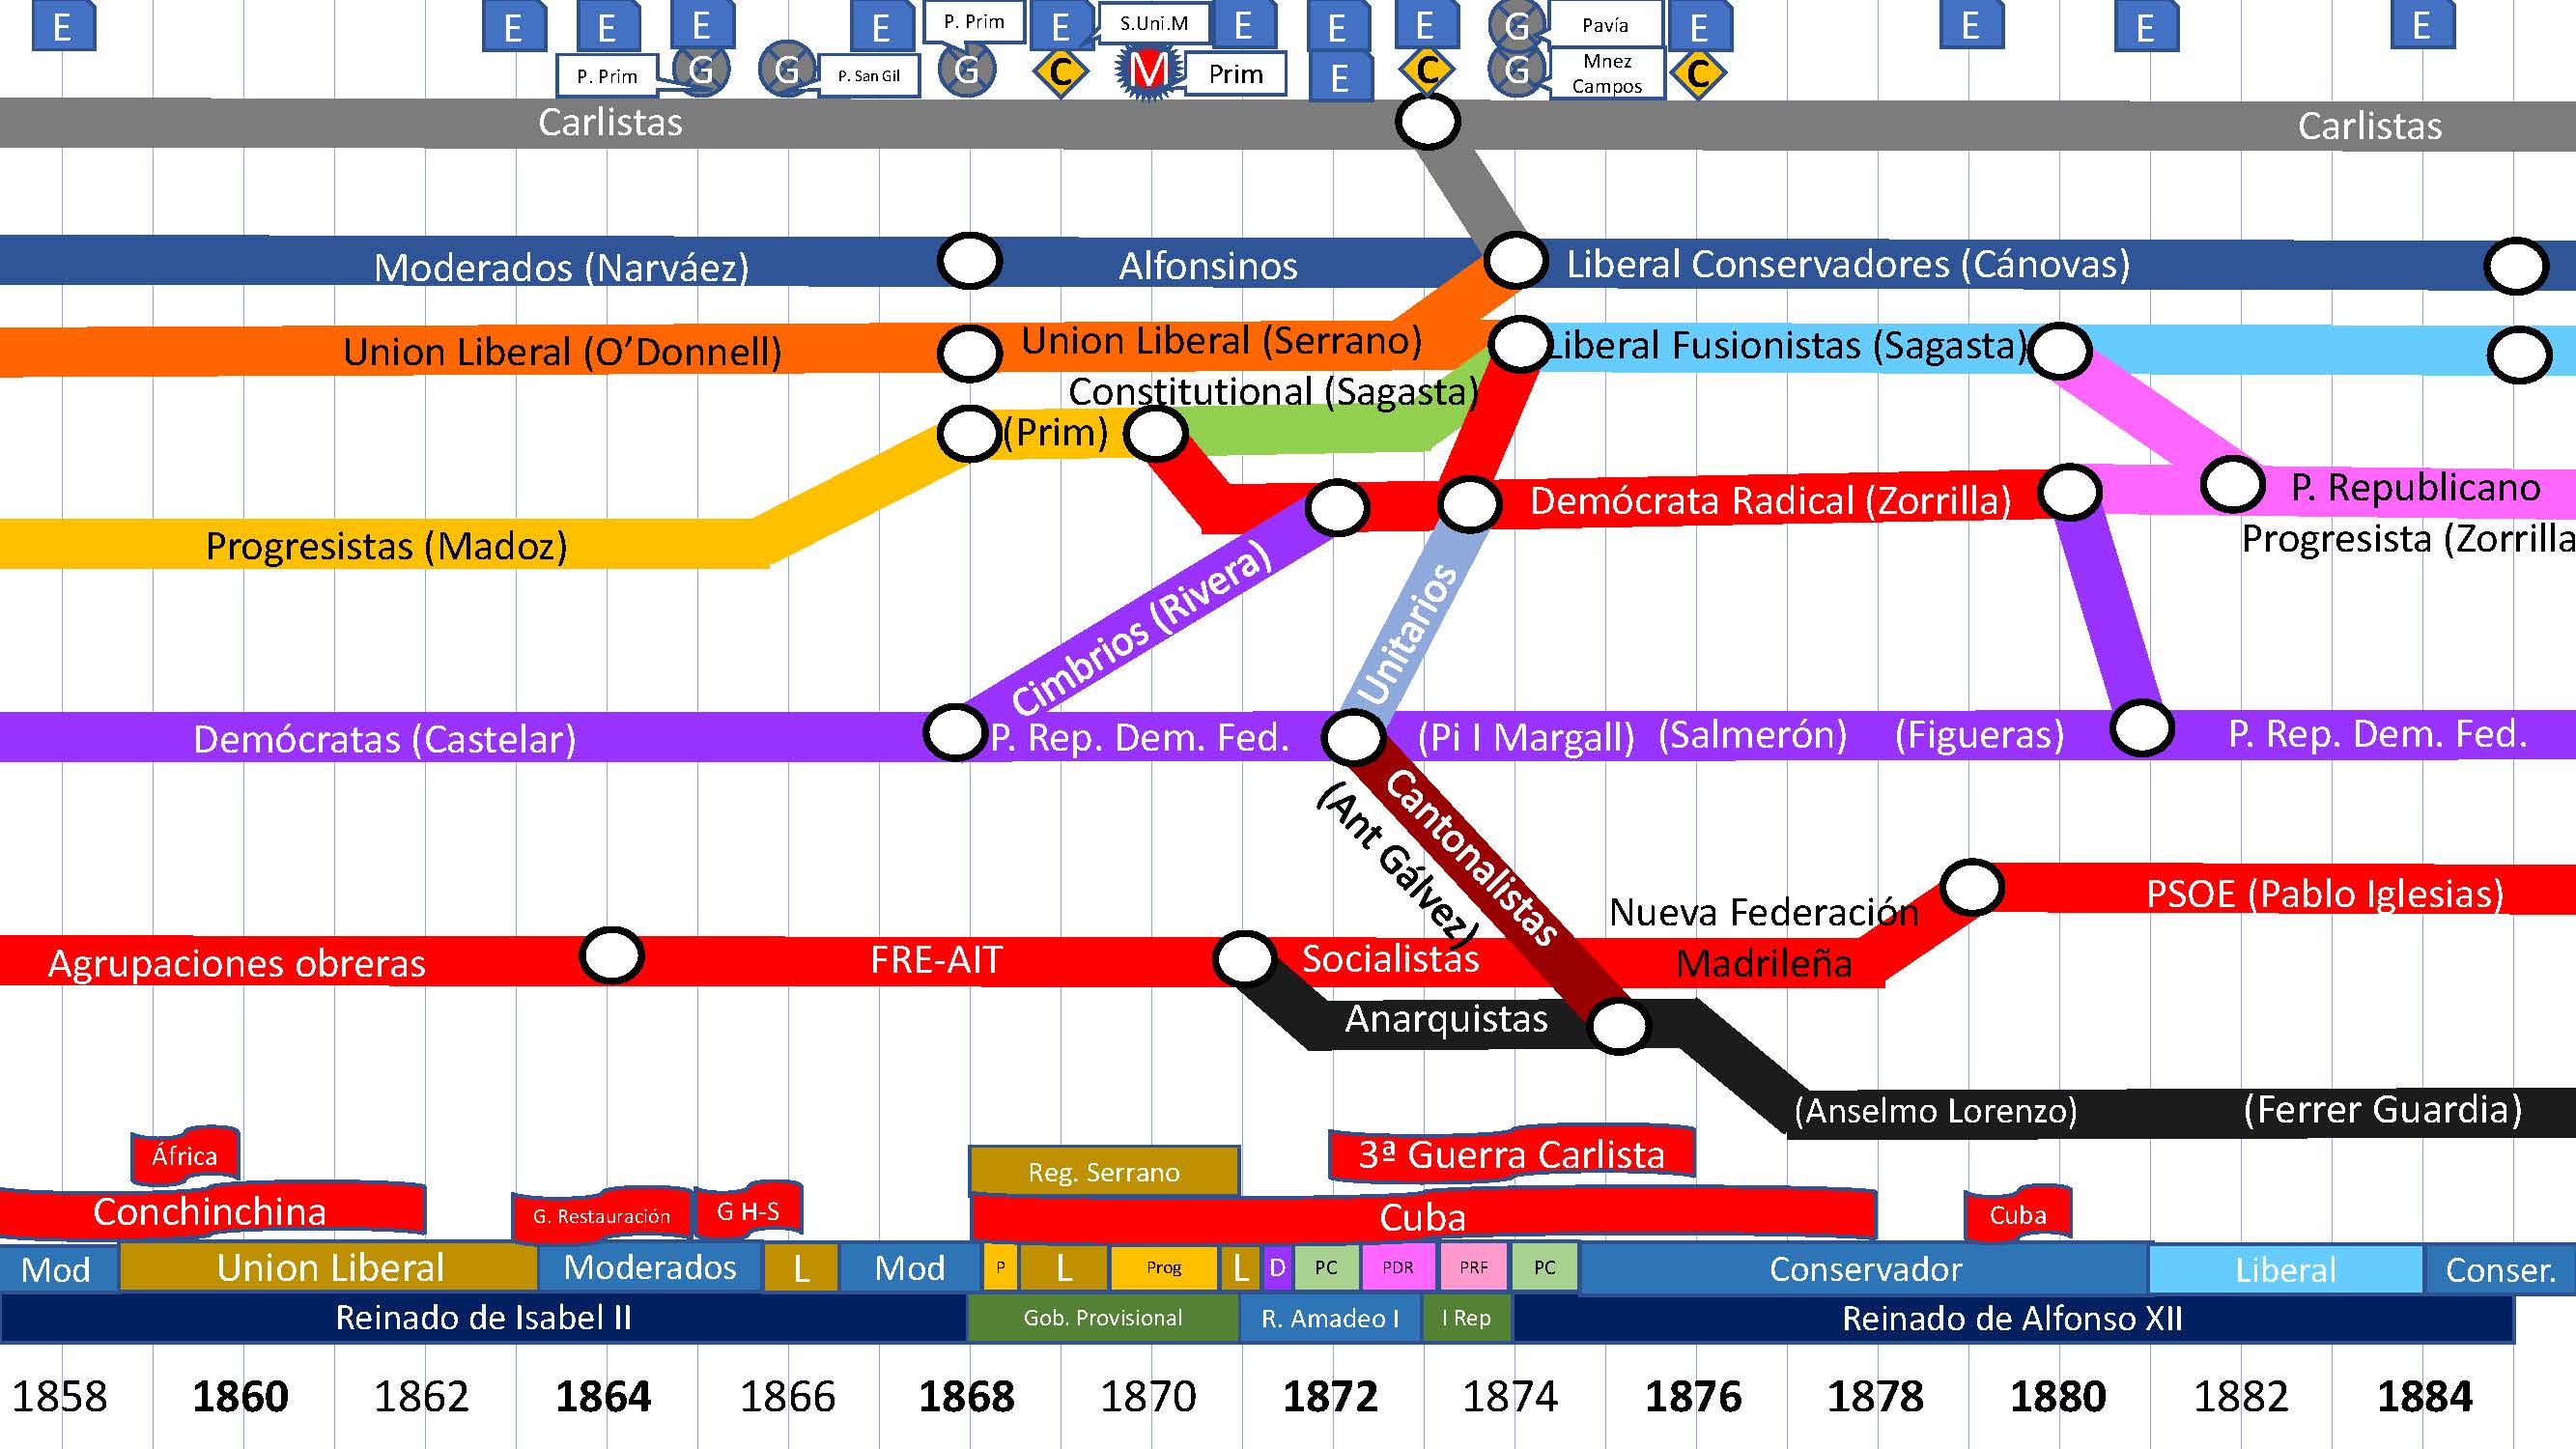 E E E E E P. Prim E S.Uni.M E E E G Pavía E E E E
P. Prim G G P. San Gil G C M Prim E C G Mnez Campos C
Carlistas Carlistas
Moderados (Narváez) Alfonsinos Liberal Conservadores (Cánovas)
Union Liberal (O’Donnell) Union Liberal (Serrano) Liberal Fusionistas (Sagasta)
Constitutional (Sagasta)
(Prim)
Demócrata Radical (Zorrilla) P. Republicano
Progresistas (Madoz) Progresista (Zorrilla
Cimbrios (Rivera)
Unitarios
Demócratas (Castelar) P. Rep. Dem. Fed. (Pi I Margall) (Salmerón) (Figueras) P. Rep. Dem. Fed.
Cantonalistas
(Ant Gálvez)
PSOE (Pablo Iglesias)
Nueva Federación
Madrileña
Agrupaciones obreras FRE-AIT Socialistas
Anarquistas
(Anselmo Lorenzo) (Ferrer Guardia)
África Reg. Serrano 3ª Guerra Carlista
Conchinchina G. Restauración G H-S Cuba Cuba
Mod Union Liberal Moderados L Mod P L Prog L D PC PDR PRF PC Conservador Liberal Conser.
Reinado de Isabel II Gob. Provisional R. Amadeo I I Rep Reinado de Alfonso XII
1858 1860 1862 1864 1866 1868 1870 1872 1874 1876 1878 1880 1882 1884